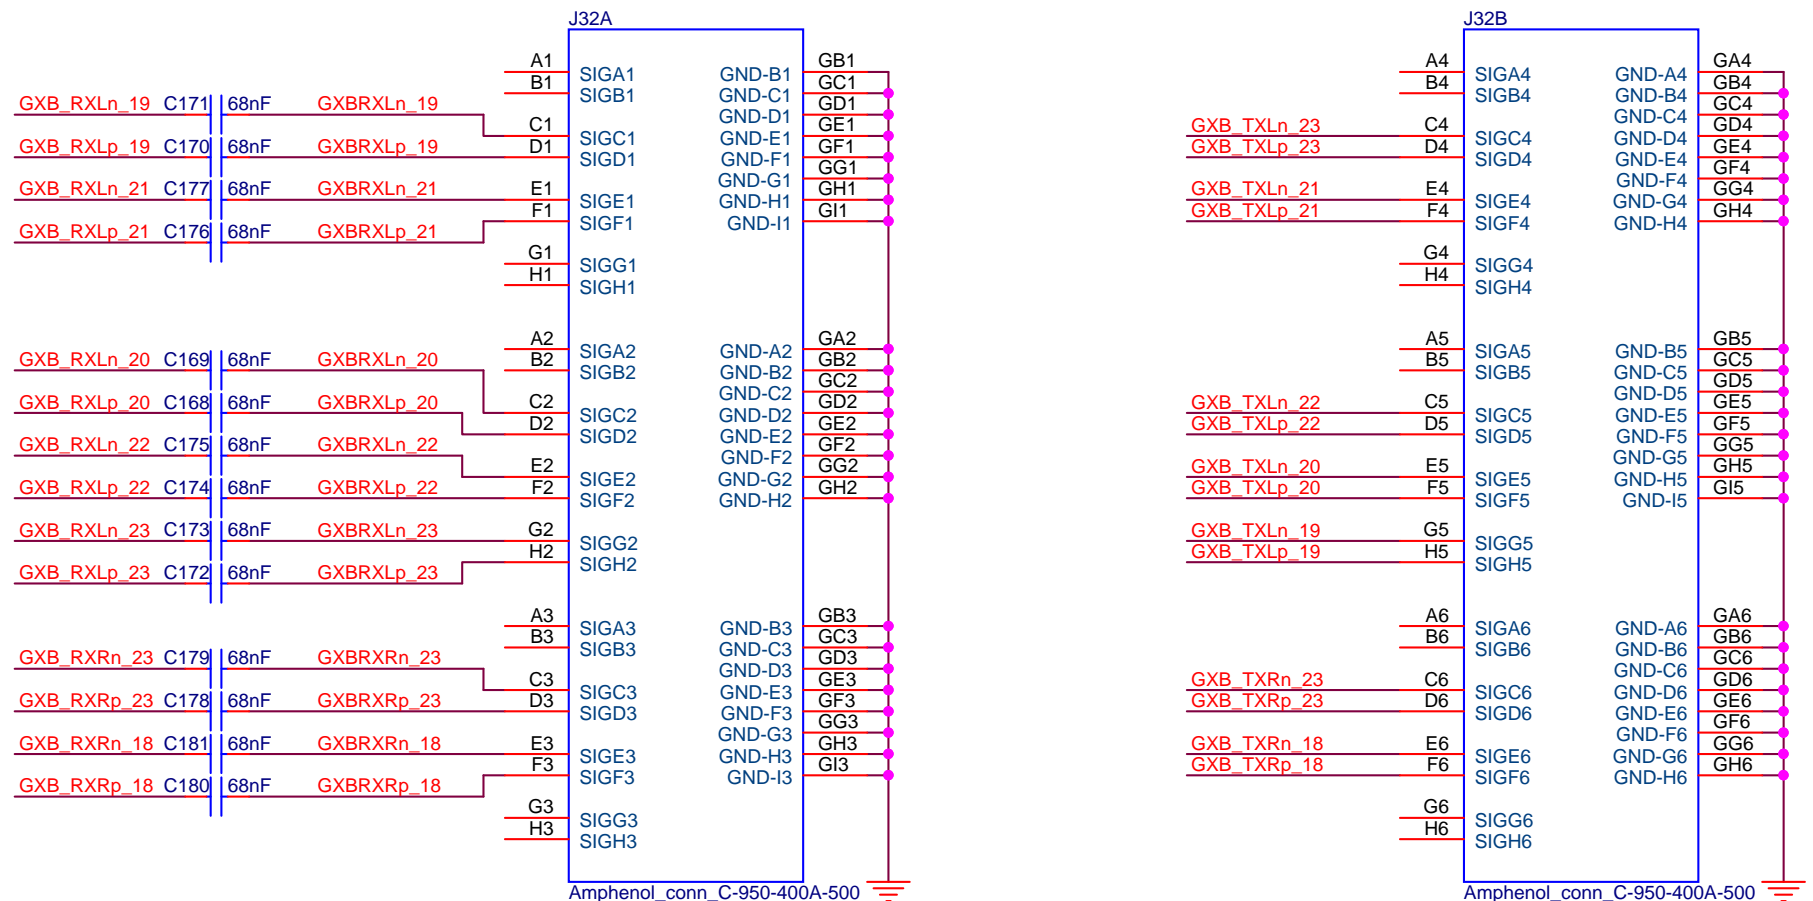 J32A
A1 SIGA1 GND-B1 GB1
B1 SIGB1 GND-C1 GC1
GXB_RXLn_19 C171 68nF GXBRXLn_19
GND-D1 GD1
C1 SIGC1 GND-E1 GE1
GXB_RXLp_19 C170 68nF GXBRXLp_19 D1 SIGD1 GND-F1 GF1
GND-G1 GG1
GXB_RXLn_21 C177 68nF GXBRXLn_21 E1 SIGE1 GND-H1 GH1
F1 SIGF1 GND-I1 GI1
GXB_RXLp_21 C176 68nF GXBRXLp_21
G1 SIGG1
H1 SIGH1
A2 SIGA2 GND-A2 GA2
GXB_RXLn_20 C169 68nF GXBRXLn_20 B2 SIGB2 GND-B2 GB2
GND-C2 GC2
GXB_RXLp_20 C168 68nF GXBRXLp_20 C2 SIGC2 GND-D2 GD2
D2 SIGD2 GND-E2 GE2
GXB_RXLn_22 C175 68nF GXBRXLn_22 GND-F2 GF2
E2 SIGE2 GND-G2 GG2
GXB_RXLp_22 C174 68nF GXBRXLp_22 F2 SIGF2 GND-H2 GH2
GXB_RXLn_23 C173 68nF GXBRXLn_23 G2 SIGG2
H2 SIGH2
GXB_RXLp_23 C172 68nF GXBRXLp_23
A3 SIGA3 GND-B3 GB3
B3 SIGB3 GND-C3 GC3
GXB_RXRn_23 C179 68nF GXBRXRn_23 GND-D3 GD3
C3 SIGC3 GND-E3 GE3
GXB_RXRp_23 C178 68nF GXBRXRp_23 D3 SIGD3 GND-F3 GF3
GND-G3 GG3
GXB_RXRn_18 C181 68nF GXBRXRn_18 E3 SIGE3 GND-H3 GH3
F3 SIGF3 GND-I3 GI3
GXB_RXRp_18 C180 68nF GXBRXRp_18
G3 SIGG3
H3 SIGH3
Amphenol_conn_C-950-400A-500
J32B
A4 SIGA4 GND-A4 GA4
B4 SIGB4 GND-B4 GB4
GND-C4 GC4
GXB_TXLn_23 C4 SIGC4 GND-D4 GD4
GXB_TXLp_23 D4 SIGD4 GND-E4 GE4
GND-F4 GF4
GXB_TXLn_21 E4 SIGE4 GND-G4 GG4
GXB_TXLp_21 F4 SIGF4 GND-H4 GH4
G4 SIGG4
H4 SIGH4
A5 SIGA5 GND-B5 GB5
B5 SIGB5 GND-C5 GC5
GND-D5 GD5
GXB_TXLn_22 C5 SIGC5 GND-E5 GE5
GXB_TXLp_22 D5 SIGD5 GND-F5 GF5
GND-G5 GG5
GXB_TXLn_20 E5 SIGE5 GND-H5 GH5
GXB_TXLp_20 F5 SIGF5 GND-I5 GI5
GXB_TXLn_19 G5 SIGG5
GXB_TXLp_19 H5 SIGH5
A6 SIGA6 GND-A6 GA6
B6 SIGB6 GND-B6 GB6
GND-C6 GC6
GXB_TXRn_23 C6 SIGC6 GND-D6 GD6
GXB_TXRp_23 D6 SIGD6 GND-E6 GE6
GND-F6 GF6
GXB_TXRn_18 E6 SIGE6 GND-G6 GG6
GXB_TXRp_18 F6 SIGF6 GND-H6 GH6
G6 SIGG6
H6 SIGH6
Amphenol_conn_C-950-400A-500